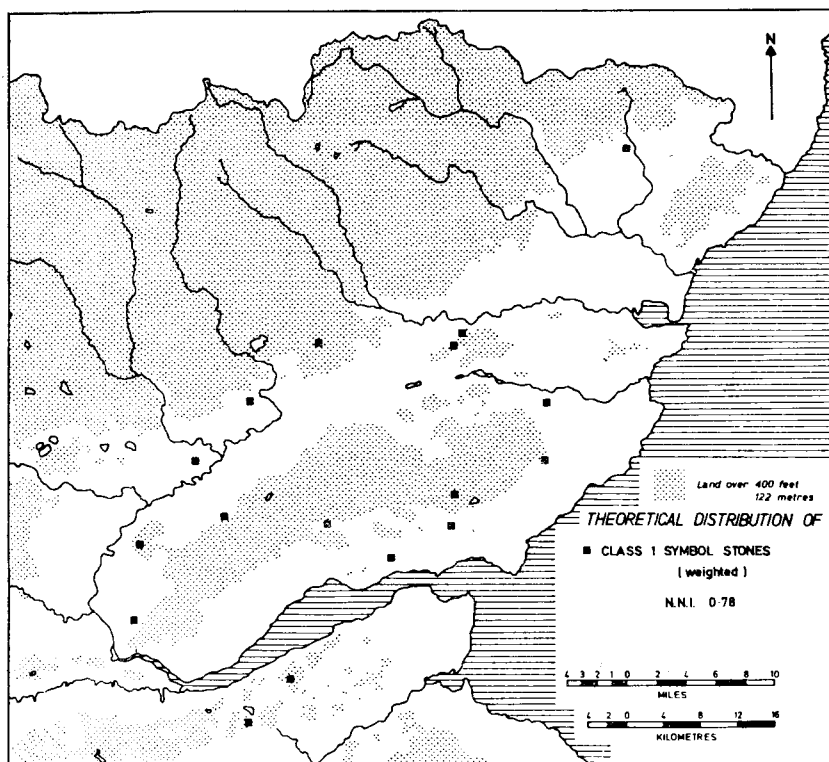 N
Land over 400 feet
122 metres
THEORETICAL DISTRIBUTION OF
■ CLASS 1 SYMBOL STONES
(weighted)
N.N.I. 0·78
4 3 2 1 0 2 4 6 8 10
MILES
4 2 0 4 8 12 16
KILOMETRES